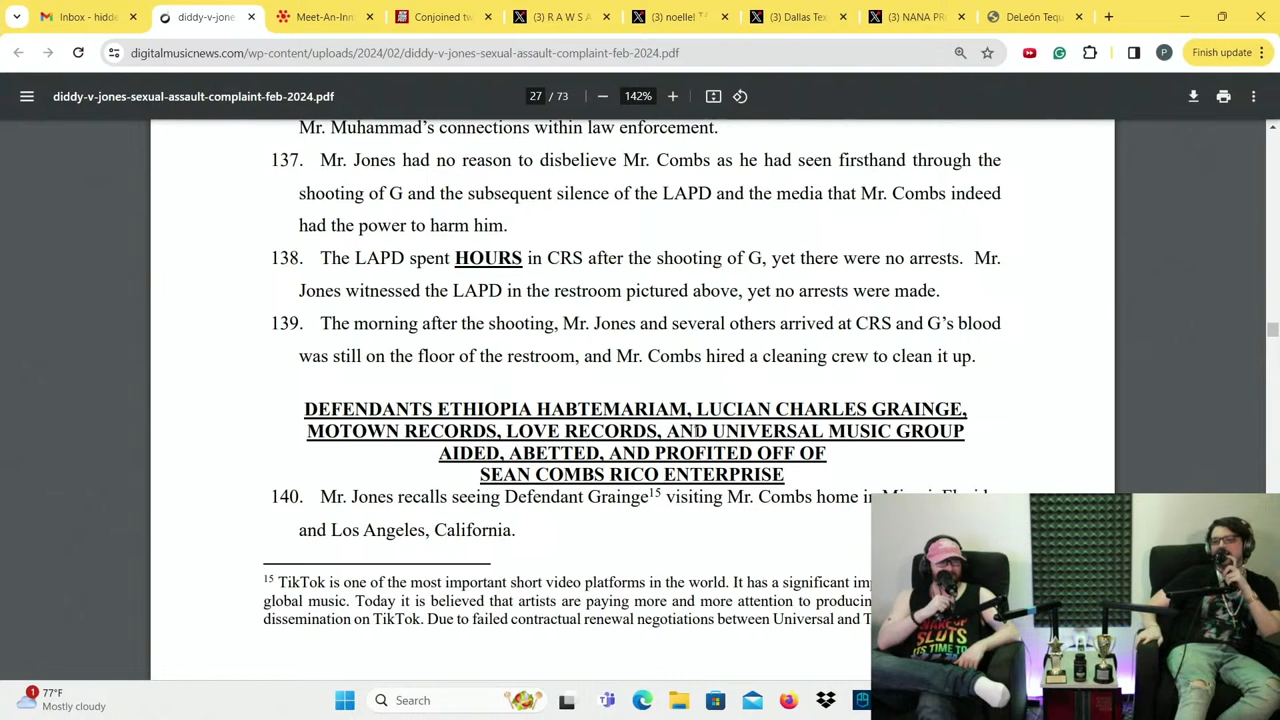 Inbox - hidde
diddy-v-jone
Meet-An-Inm
Conjoined tw
(3) R A W S A
(3) noelle!
(3) Dallas Tex
(3) NANA PR
DeLeón Tequ
digitalmusicnews.com/wp-content/uploads/2024/02/diddy-v-jones-sexual-assault-complaint-feb-2024.pdf
P
Finish update
diddy-v-jones-sexual-assault-complaint-feb-2024.pdf
27 / 73
142%
Mr. Muhammad's connections within law enforcement.
137. Mr. Jones had no reason to disbelieve Mr. Combs as he had seen firsthand through the
shooting of G and the subsequent silence of the LAPD and the media that Mr. Combs indeed
had the power to harm him.
138. The LAPD spent HOURS in CRS after the shooting of G, yet there were no arrests. Mr.
Jones witnessed the LAPD in the restroom pictured above, yet no arrests were made.
139. The morning after the shooting, Mr. Jones and several others arrived at CRS and G's blood
was still on the floor of the restroom, and Mr. Combs hired a cleaning crew to clean it up.
DEFENDANTS ETHIOPIA HABTEMARIAM, LUCIAN CHARLES GRAINGE,
MOTOWN RECORDS, LOVE RECORDS, AND UNIVERSAL MUSIC GROUP
AIDED, ABETTED, AND PROFITED OFF OF
SEAN COMBS RICO ENTERPRISE
140. Mr. Jones recalls seeing Defendant Grainge15 visiting Mr. Combs home in
and Los Angeles, California.
15 TikTok is one of the most important short video platforms in the world. It has a significant im
global music. Today it is believed that artists are paying more and more attention to producin
dissemination on TikTok. Due to failed contractual renewal negotiations between Universal and T
SLUTS
ITS TIME TO
1
77°F
Mostly cloudy
Search